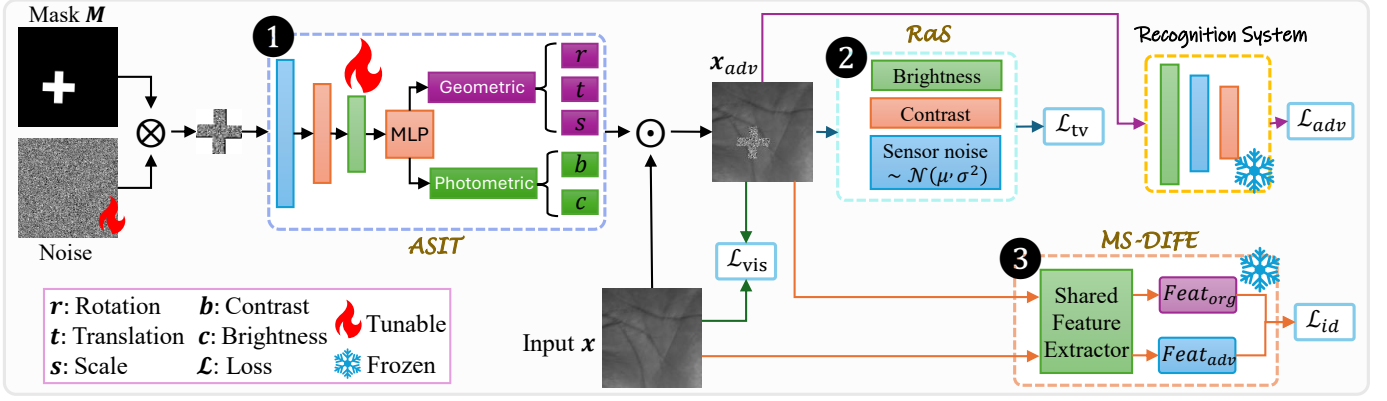 Mask M
Noise
1
MLP
Geometric
Photometric
r
t
s
b
c
ASIT
r: Rotation
t: Translation
s: Scale
b: Contrast
c: Brightness
ℒ: Loss
Tunable
Frozen
Input x
x_adv
ℒ_vis
RaS
2
Brightness
Contrast
Sensor noise
~ 𝒩(μ, σ²)
ℒ_tv
Recognition System
ℒ_adv
MS-DIFE
3
Shared
Feature
Extractor
Feat_org
Feat_adv
ℒ_id